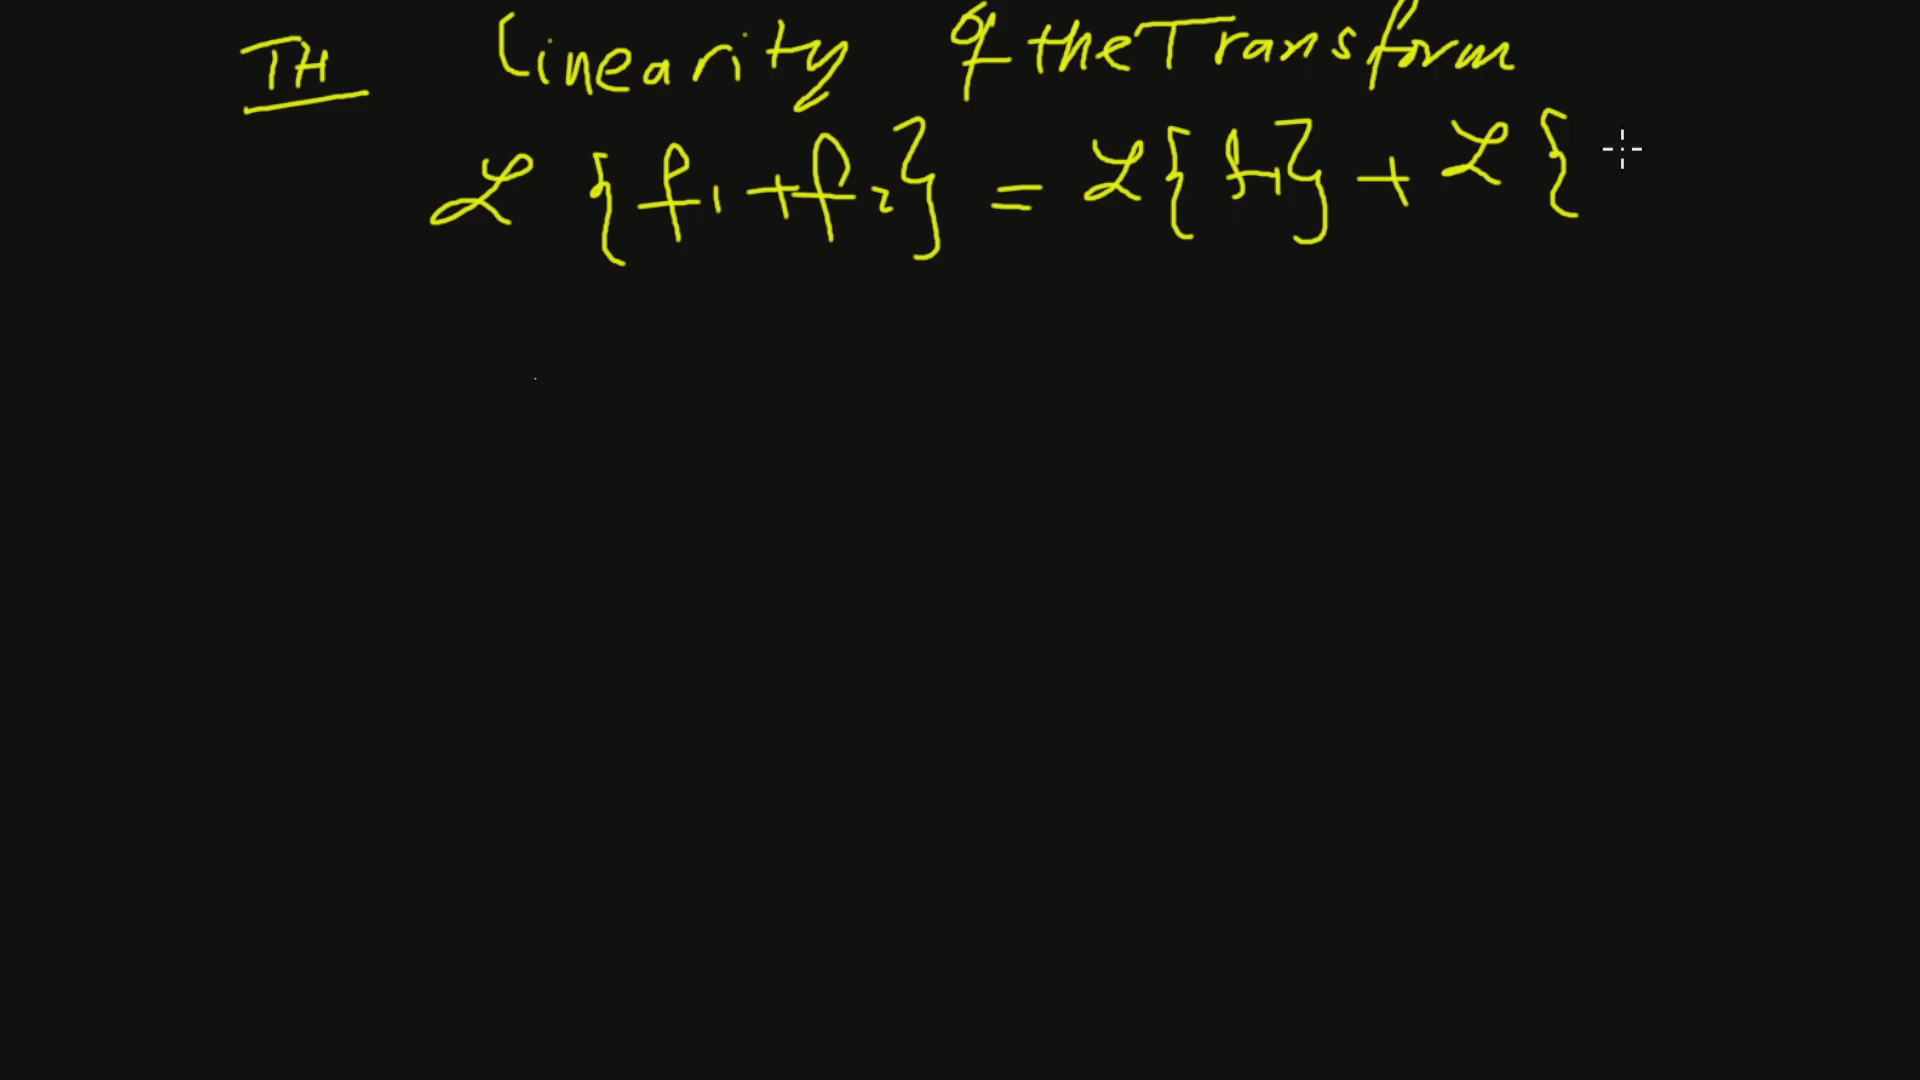 TH Linearity of the Transform
ℒ {f₁ + f₂} = ℒ{f₁} + ℒ {